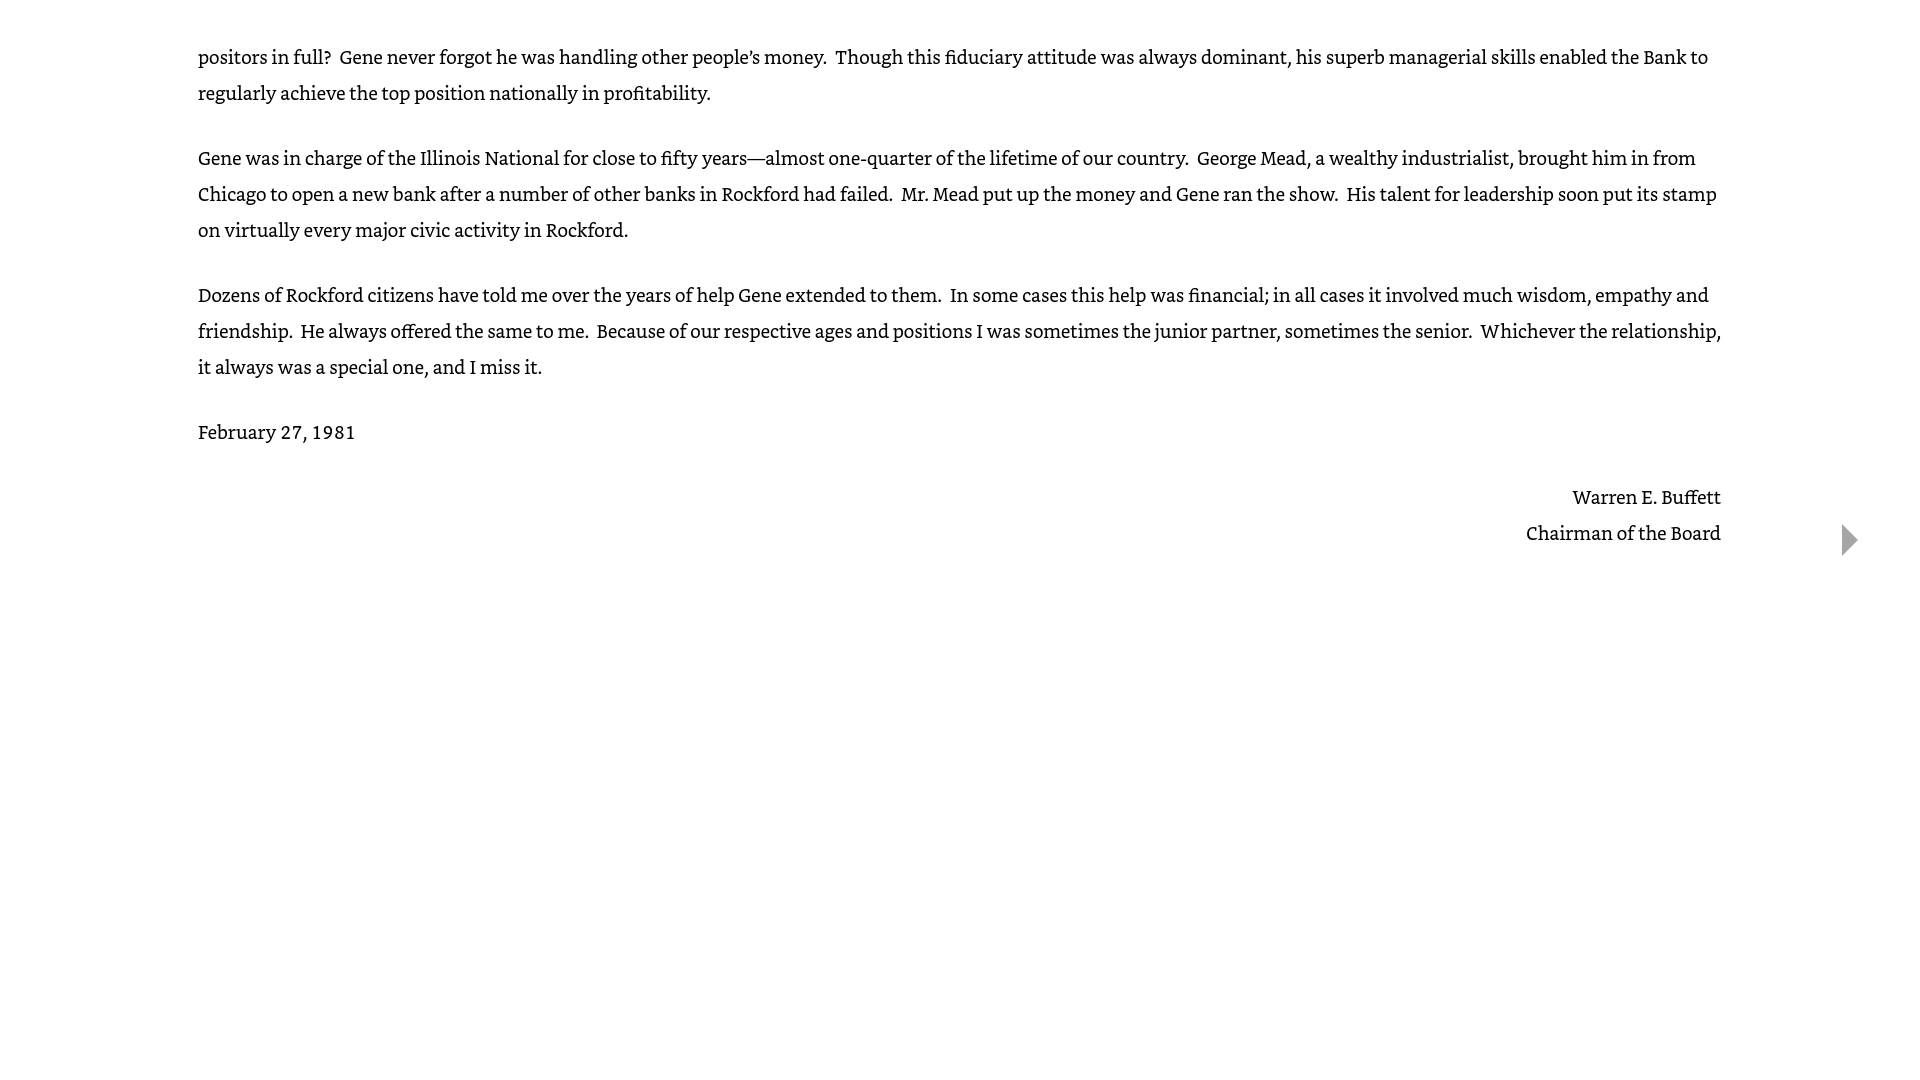 positors in full?  Gene never forgot he was handling other people’s money.  Though this fiduciary attitude was always dominant, his superb managerial skills enabled the Bank to
regularly achieve the top position nationally in profitability.
Gene was in charge of the Illinois National for close to fifty years—almost one-quarter of the lifetime of our country.  George Mead, a wealthy industrialist, brought him in from
Chicago to open a new bank after a number of other banks in Rockford had failed.  Mr. Mead put up the money and Gene ran the show.  His talent for leadership soon put its stamp
on virtually every major civic activity in Rockford.
Dozens of Rockford citizens have told me over the years of help Gene extended to them.  In some cases this help was financial; in all cases it involved much wisdom, empathy and
friendship.  He always offered the same to me.  Because of our respective ages and positions I was sometimes the junior partner, sometimes the senior.  Whichever the relationship,
it always was a special one, and I miss it.
February 27, 1981
Warren E. Buffett
Chairman of the Board